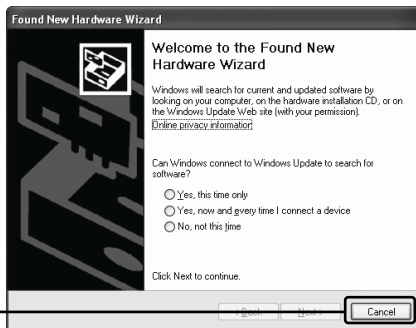 Found New Hardware Wizard
Welcome to the Found New
Hardware Wizard
Windows will search for current and updated software by
looking on your computer, on the hardware installation CD, or on
the Windows Update Web site (with your permission).
Online privacy information
Can Windows connect to Windows Update to search for
software?
Yes, this time only
Yes, now and every time I connect a device
No, not this time
Click Next to continue.
< Back Next > Cancel